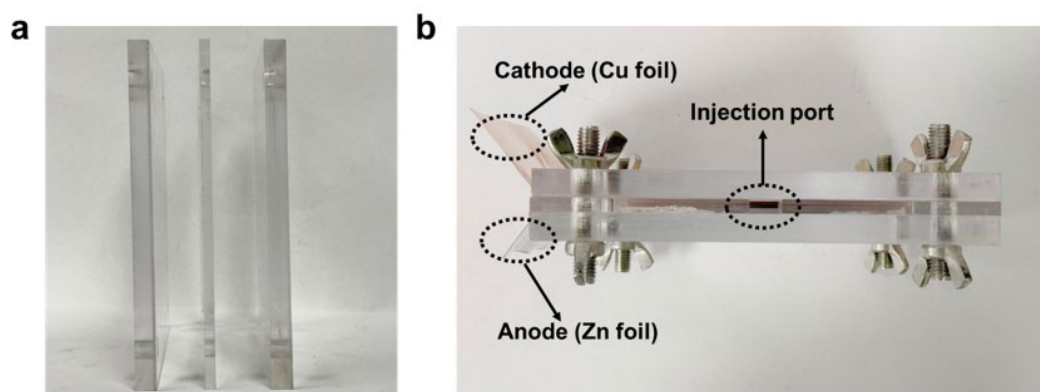 a
b
Cathode (Cu foil)
Injection port
Anode (Zn foil)